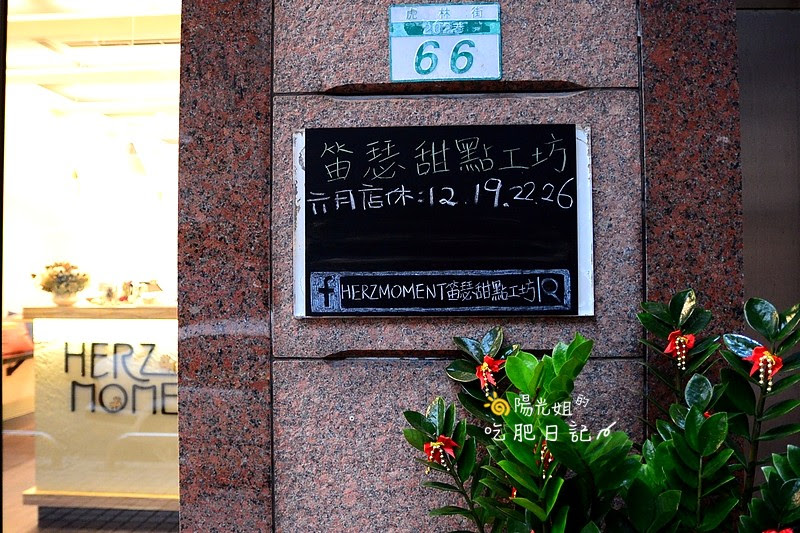 虎林街
202巷
66
笛瑟甜點工坊
六月店休:12.19.22.26
f HERZMOMENT笛瑟甜點工坊
HERZ
MOME
陽光姐的
吃肥日記